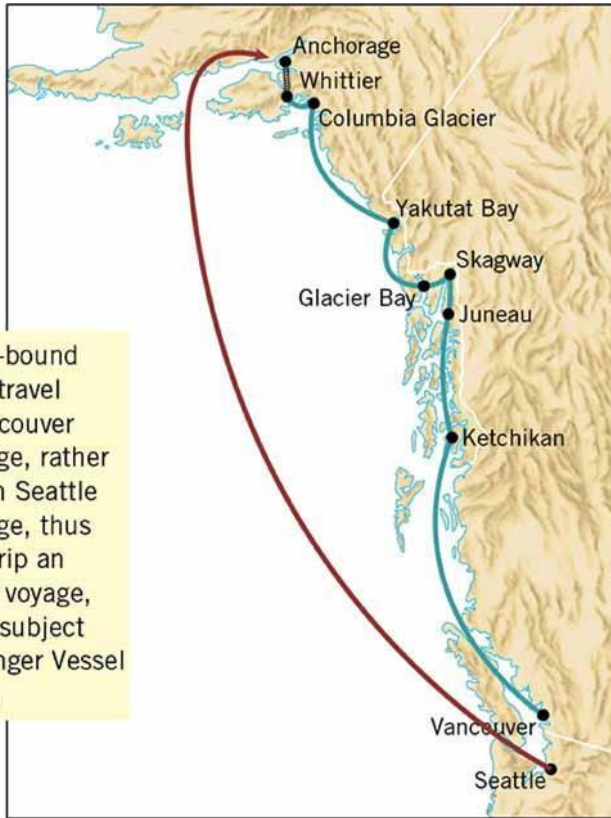 Anchorage
Whittier
Columbia Glacier
Yakutat Bay
Skagway
Glacier Bay
Juneau
-bound
travel
couver
ge, rather
Seattle
ge, thus
rip an
voyage,
subject
nger Vessel
Ketchikan
Vancouver
Seattle